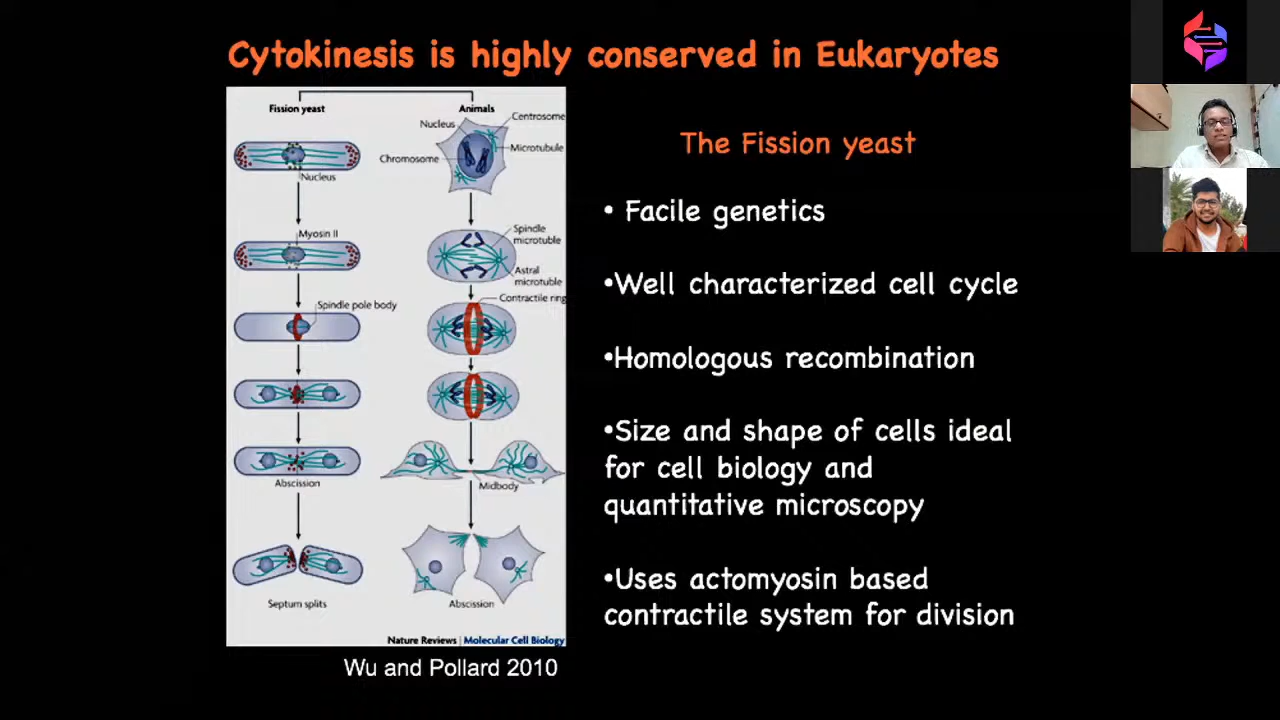 Cytokinesis is highly conserved in Eukaryotes
Fission yeast
Animals
Nucleus
Centrosome
Chromosome
Microtubule
Nucleus
Myosin II
Spindle
microtuble
Astral
microtuble
Spindle pole body
Contractile ring
Abscission
Midbody
Septum splits
Abscission
Nature Reviews | Molecular Cell Biology
Wu and Pollard 2010
The Fission yeast
• Facile genetics
•Well characterized cell cycle
•Homologous recombination
•Size and shape of cells ideal
for cell biology and
quantitative microscopy
•Uses actomyosin based
contractile system for division